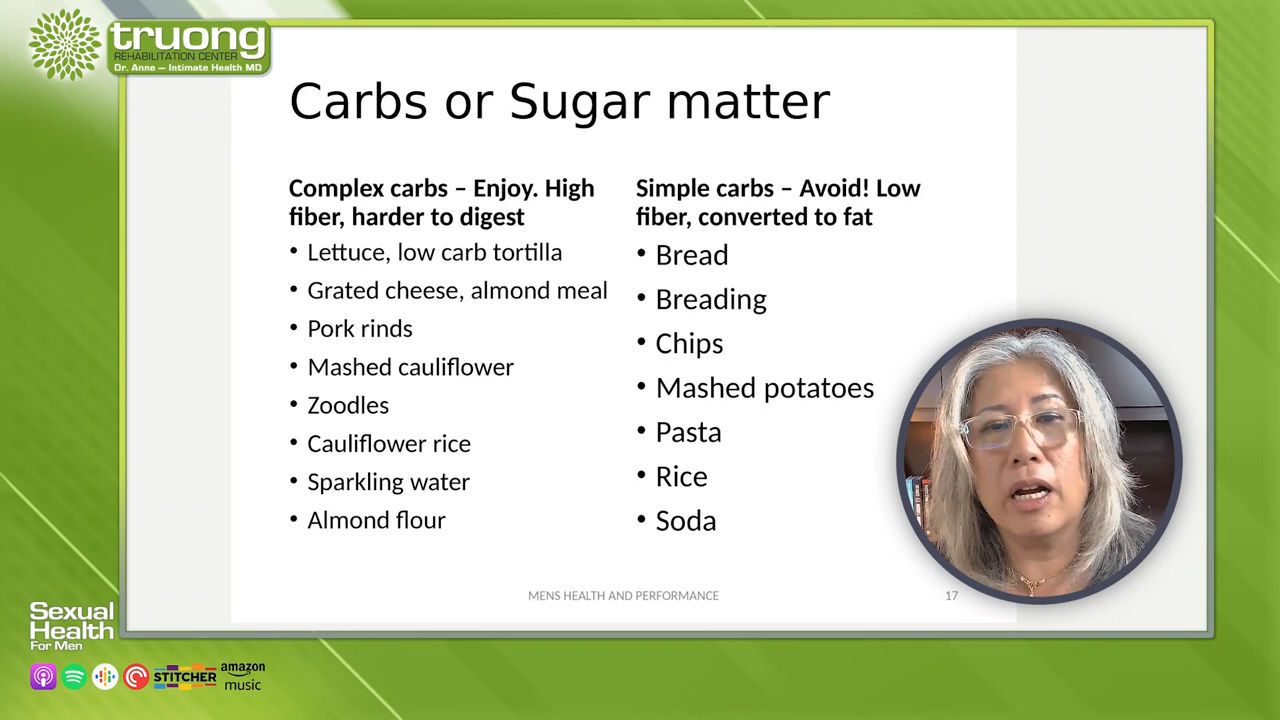 truong
REHABILITATION CENTER
Dr. Anne – Intimate Health MD
Carbs or Sugar matter
Complex carbs – Enjoy. High
fiber, harder to digest
• Lettuce, low carb tortilla
• Grated cheese, almond meal
• Pork rinds
• Mashed cauliflower
• Zoodles
• Cauliflower rice
• Sparkling water
• Almond flour
Simple carbs – Avoid! Low
fiber, converted to fat
• Bread
• Breading
• Chips
• Mashed potatoes
• Pasta
• Rice
• Soda
MENS HEALTH AND PERFORMANCE
17
Sexual
Health
For Men
STITCHER
amazon
music